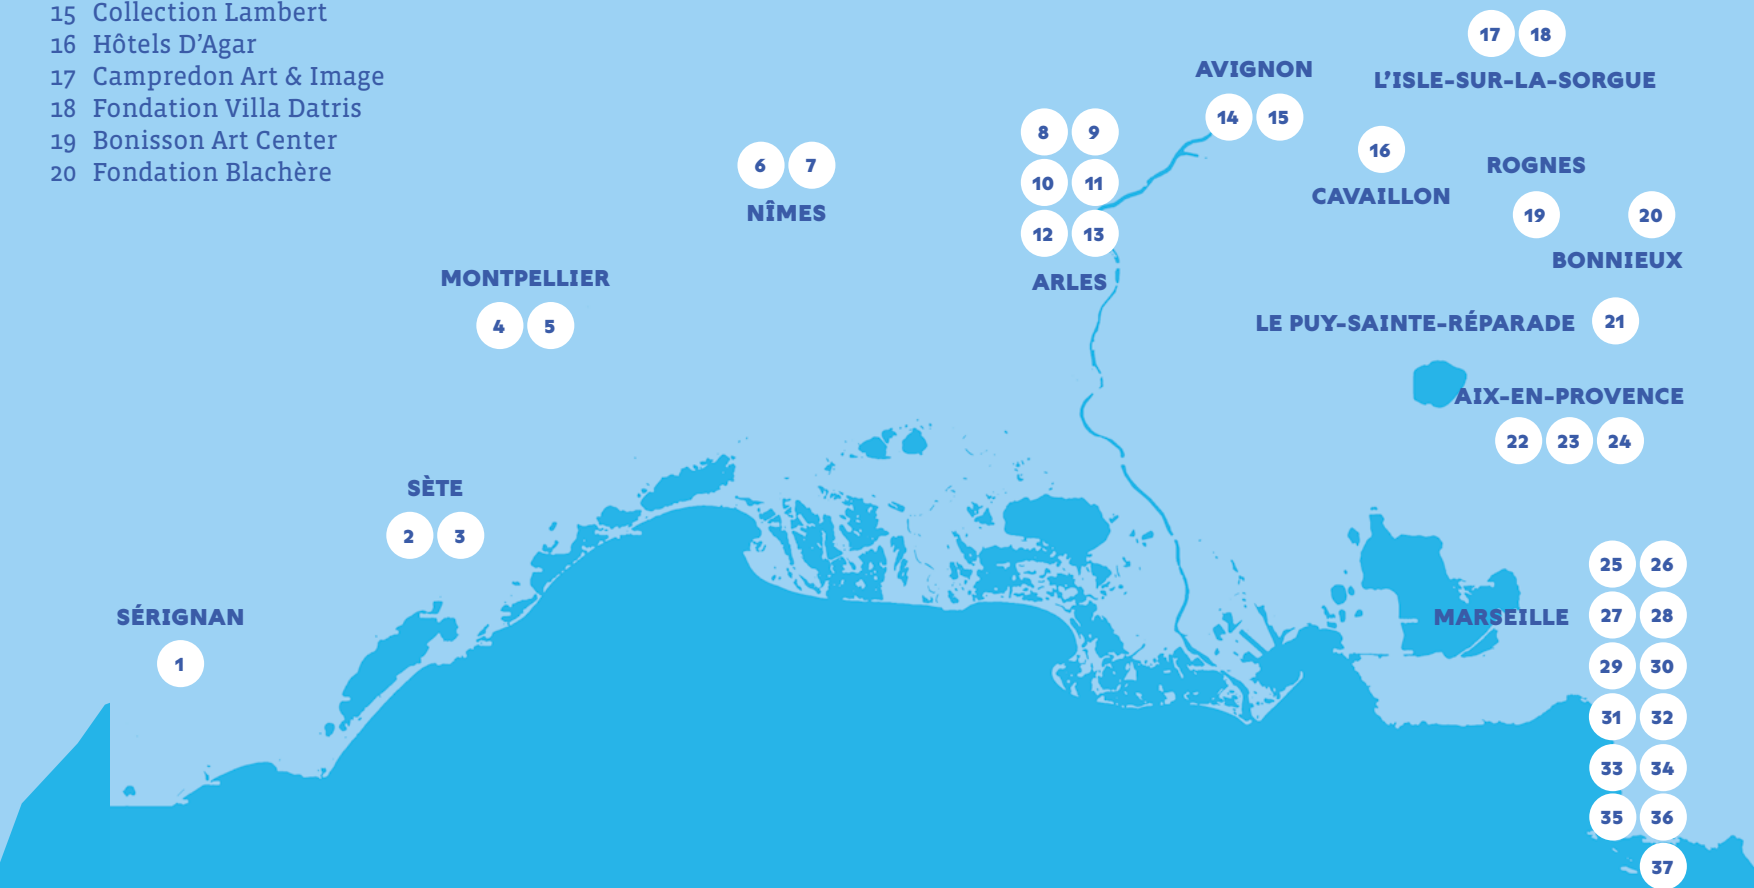 15 Collection Lambert
16 Hôtels D’Agar
17 Campredon Art & Image
18 Fondation Villa Datris
19 Bonisson Art Center
20 Fondation Blachère
17 18
L’ISLE-SUR-LA-SORGUE
AVIGNON
14 15
8 9
10 11
12 13
ARLES
16
CAVAILLON
ROGNES
19
20
BONNIEUX
6 7
NÎMES
MONTPELLIER
4 5
LE PUY-SAINTE-RÉPARADE 21
AIX-EN-PROVENCE
22 23 24
SÈTE
2 3
SÉRIGNAN
1
MARSEILLE
25 26
27 28
29 30
31 32
33 34
35 36
37